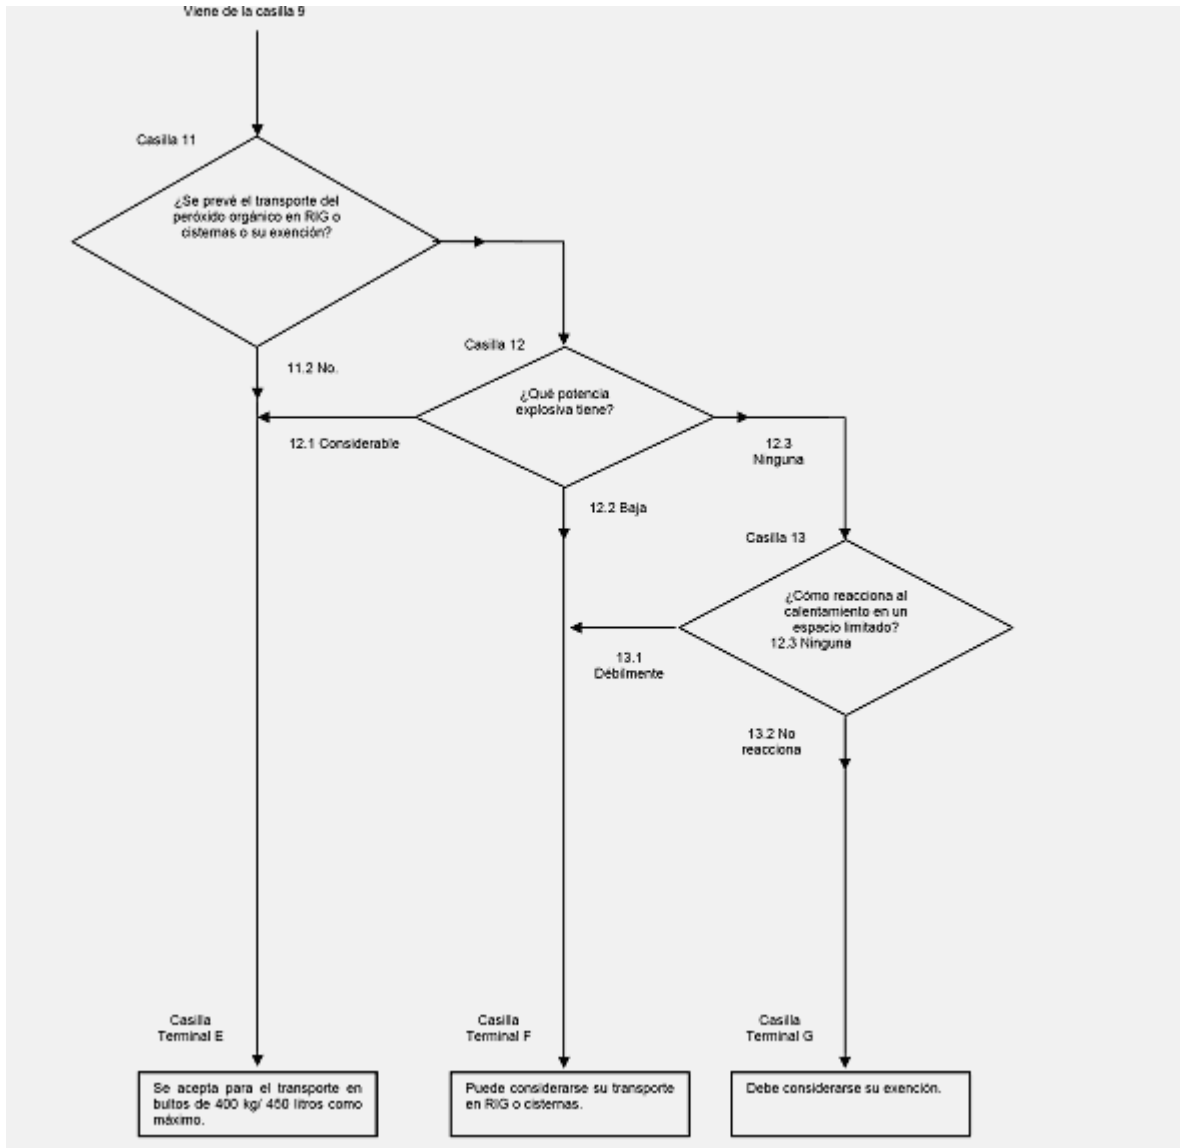 Viene de la casilla 9
Casilla 11
¿Se prevé el transporte del
peróxido orgánico en RIG o
cisternas o su exención?
Casilla 12
11.2 No.
¿Qué potencia
explosiva tiene?
12.1 Considerable
12.3
Ninguna
12.2 Baja
Casilla 13
¿Cómo reacciona al
calentamiento en un
espacio limitado?
12.3 Ninguna
13.1
Débilmente
13.2 No
reacciona
Casilla
Terminal E
Casilla
Terminal F
Casilla
Terminal G
Se acepta para el transporte en
bultos de 400 kg/ 450 litros como
máximo.
Puede considerarse su transporte
en RIG o cisternas.
Debe considerarse su exención.